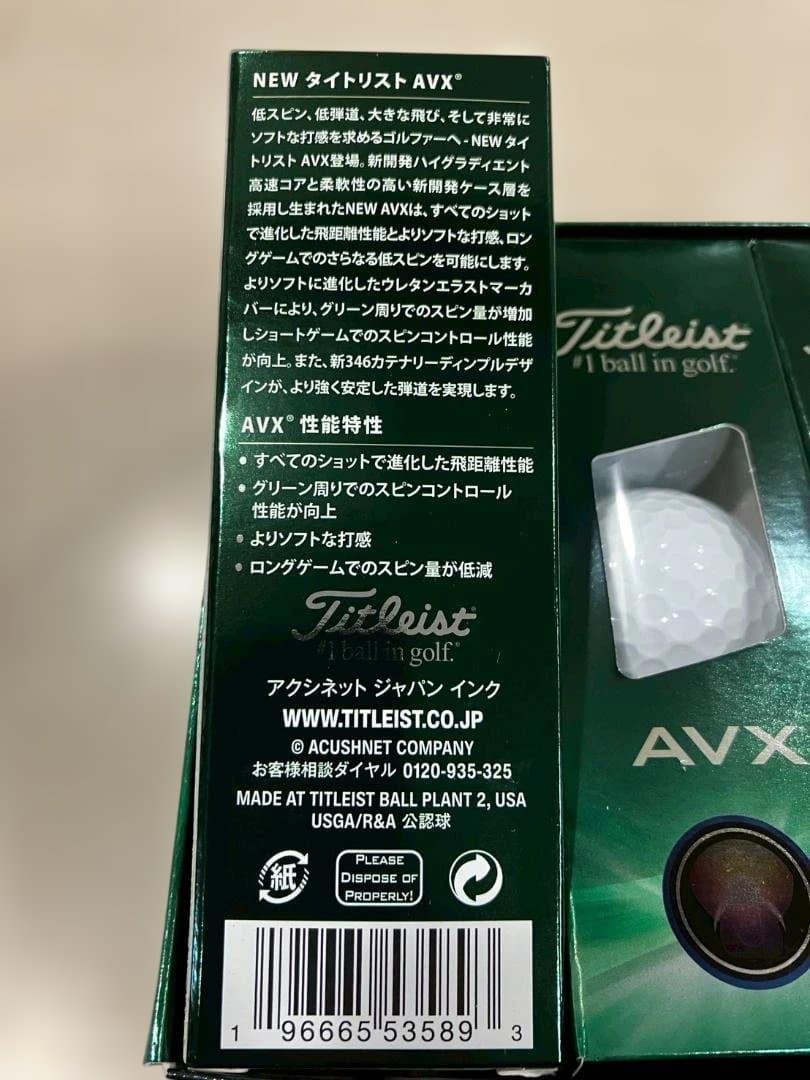 NEW タイトリスト AVX®
低スピン、低弾道、大きな飛び、そして非常に
ソフトな打感を求めるゴルファーへ - NEW タイ
トリスト AVX登場。新開発ハイグラディエント
高速コアと柔軟性の高い新開発ケース層を
採用し生まれたNEW AVXは、すべてのショット
で進化した飛距離性能とよりソフトな打感、ロン
グゲームでのさらなる低スピンを可能にします。
よりソフトに進化したウレタンエラストマーカ
バーにより、グリーン周りでのスピン量が増加
しショートゲームでのスピンコントロール性能
が向上。また、新346カテナリーディンプルデザ
インが、より強く安定した弾道を実現します。
AVX® 性能特性
• すべてのショットで進化した飛距離性能
• グリーン周りでのスピンコントロール
性能が向上
• よりソフトな打感
• ロングゲームでのスピン量が低減
Titleist®
#1 ball in golf.®
アクシネット ジャパン インク
WWW.TITLEIST.CO.JP
© ACUSHNET COMPANY
お客様相談ダイヤル 0120-935-325
MADE AT TITLEIST BALL PLANT 2, USA
USGA/R&A 公認球
紙
PLEASE
DISPOSE OF
PROPERLY!
1 96665 53589 3
Titleist®
#1 ball in golf.®
AVX